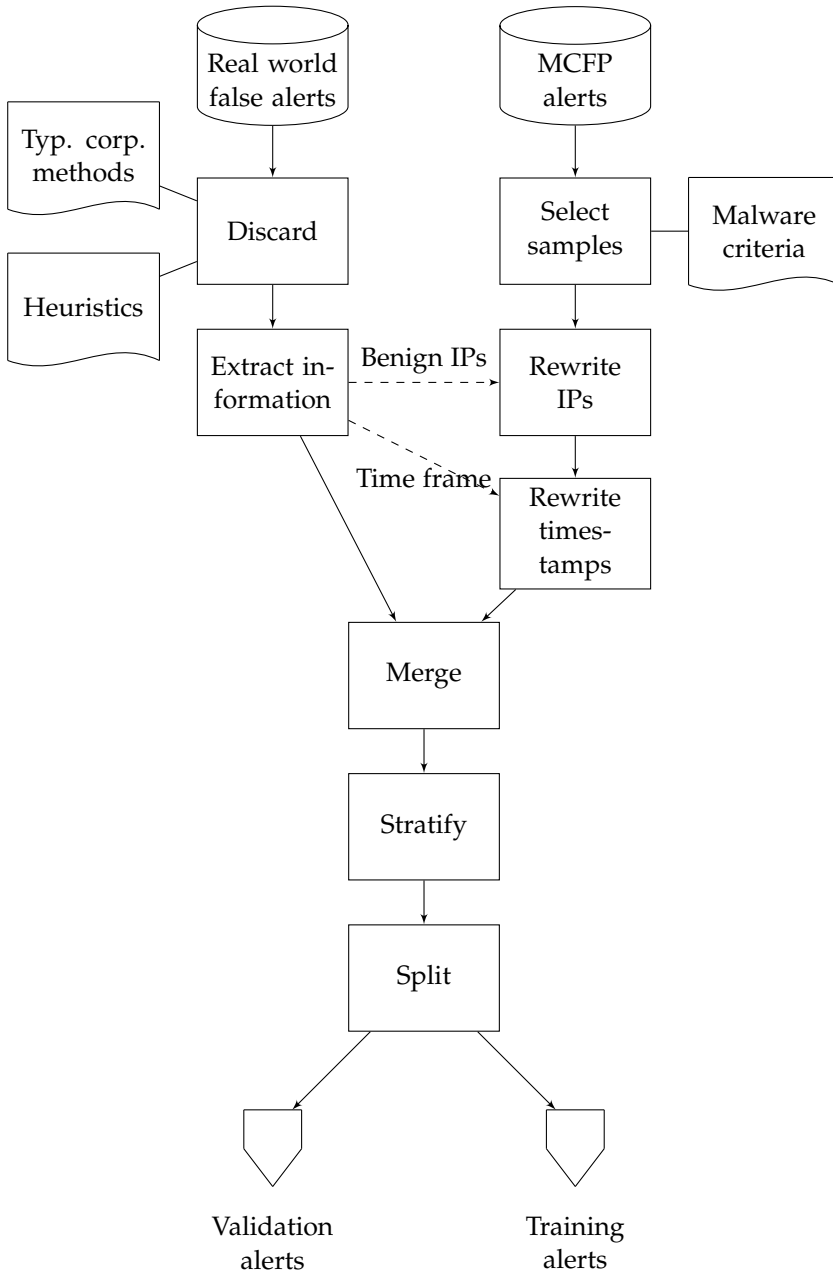 Real world
false alerts
MCFP
alerts
Typ. corp.
methods
Discard
Select
samples
Malware
criteria
Heuristics
Extract in-
formation
Benign IPs
Rewrite
IPs
Time frame
Rewrite
times-
tamps
Merge
Stratify
Split
Validation
alerts
Training
alerts